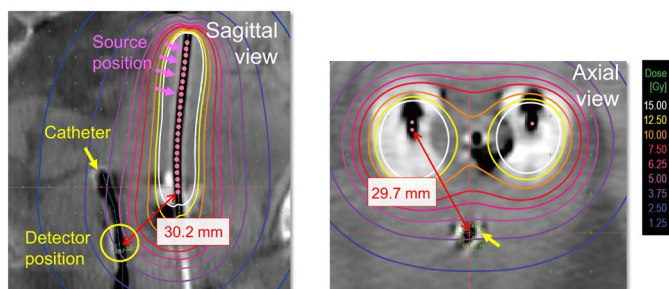 Sagittal
view
Source
position
Catheter
30.2 mm
Detector
position
Axial
view
29.7 mm
Dose
[Gy]
15.00
12.50
10.00
7.50
6.25
5.00
3.75
2.50
1.25